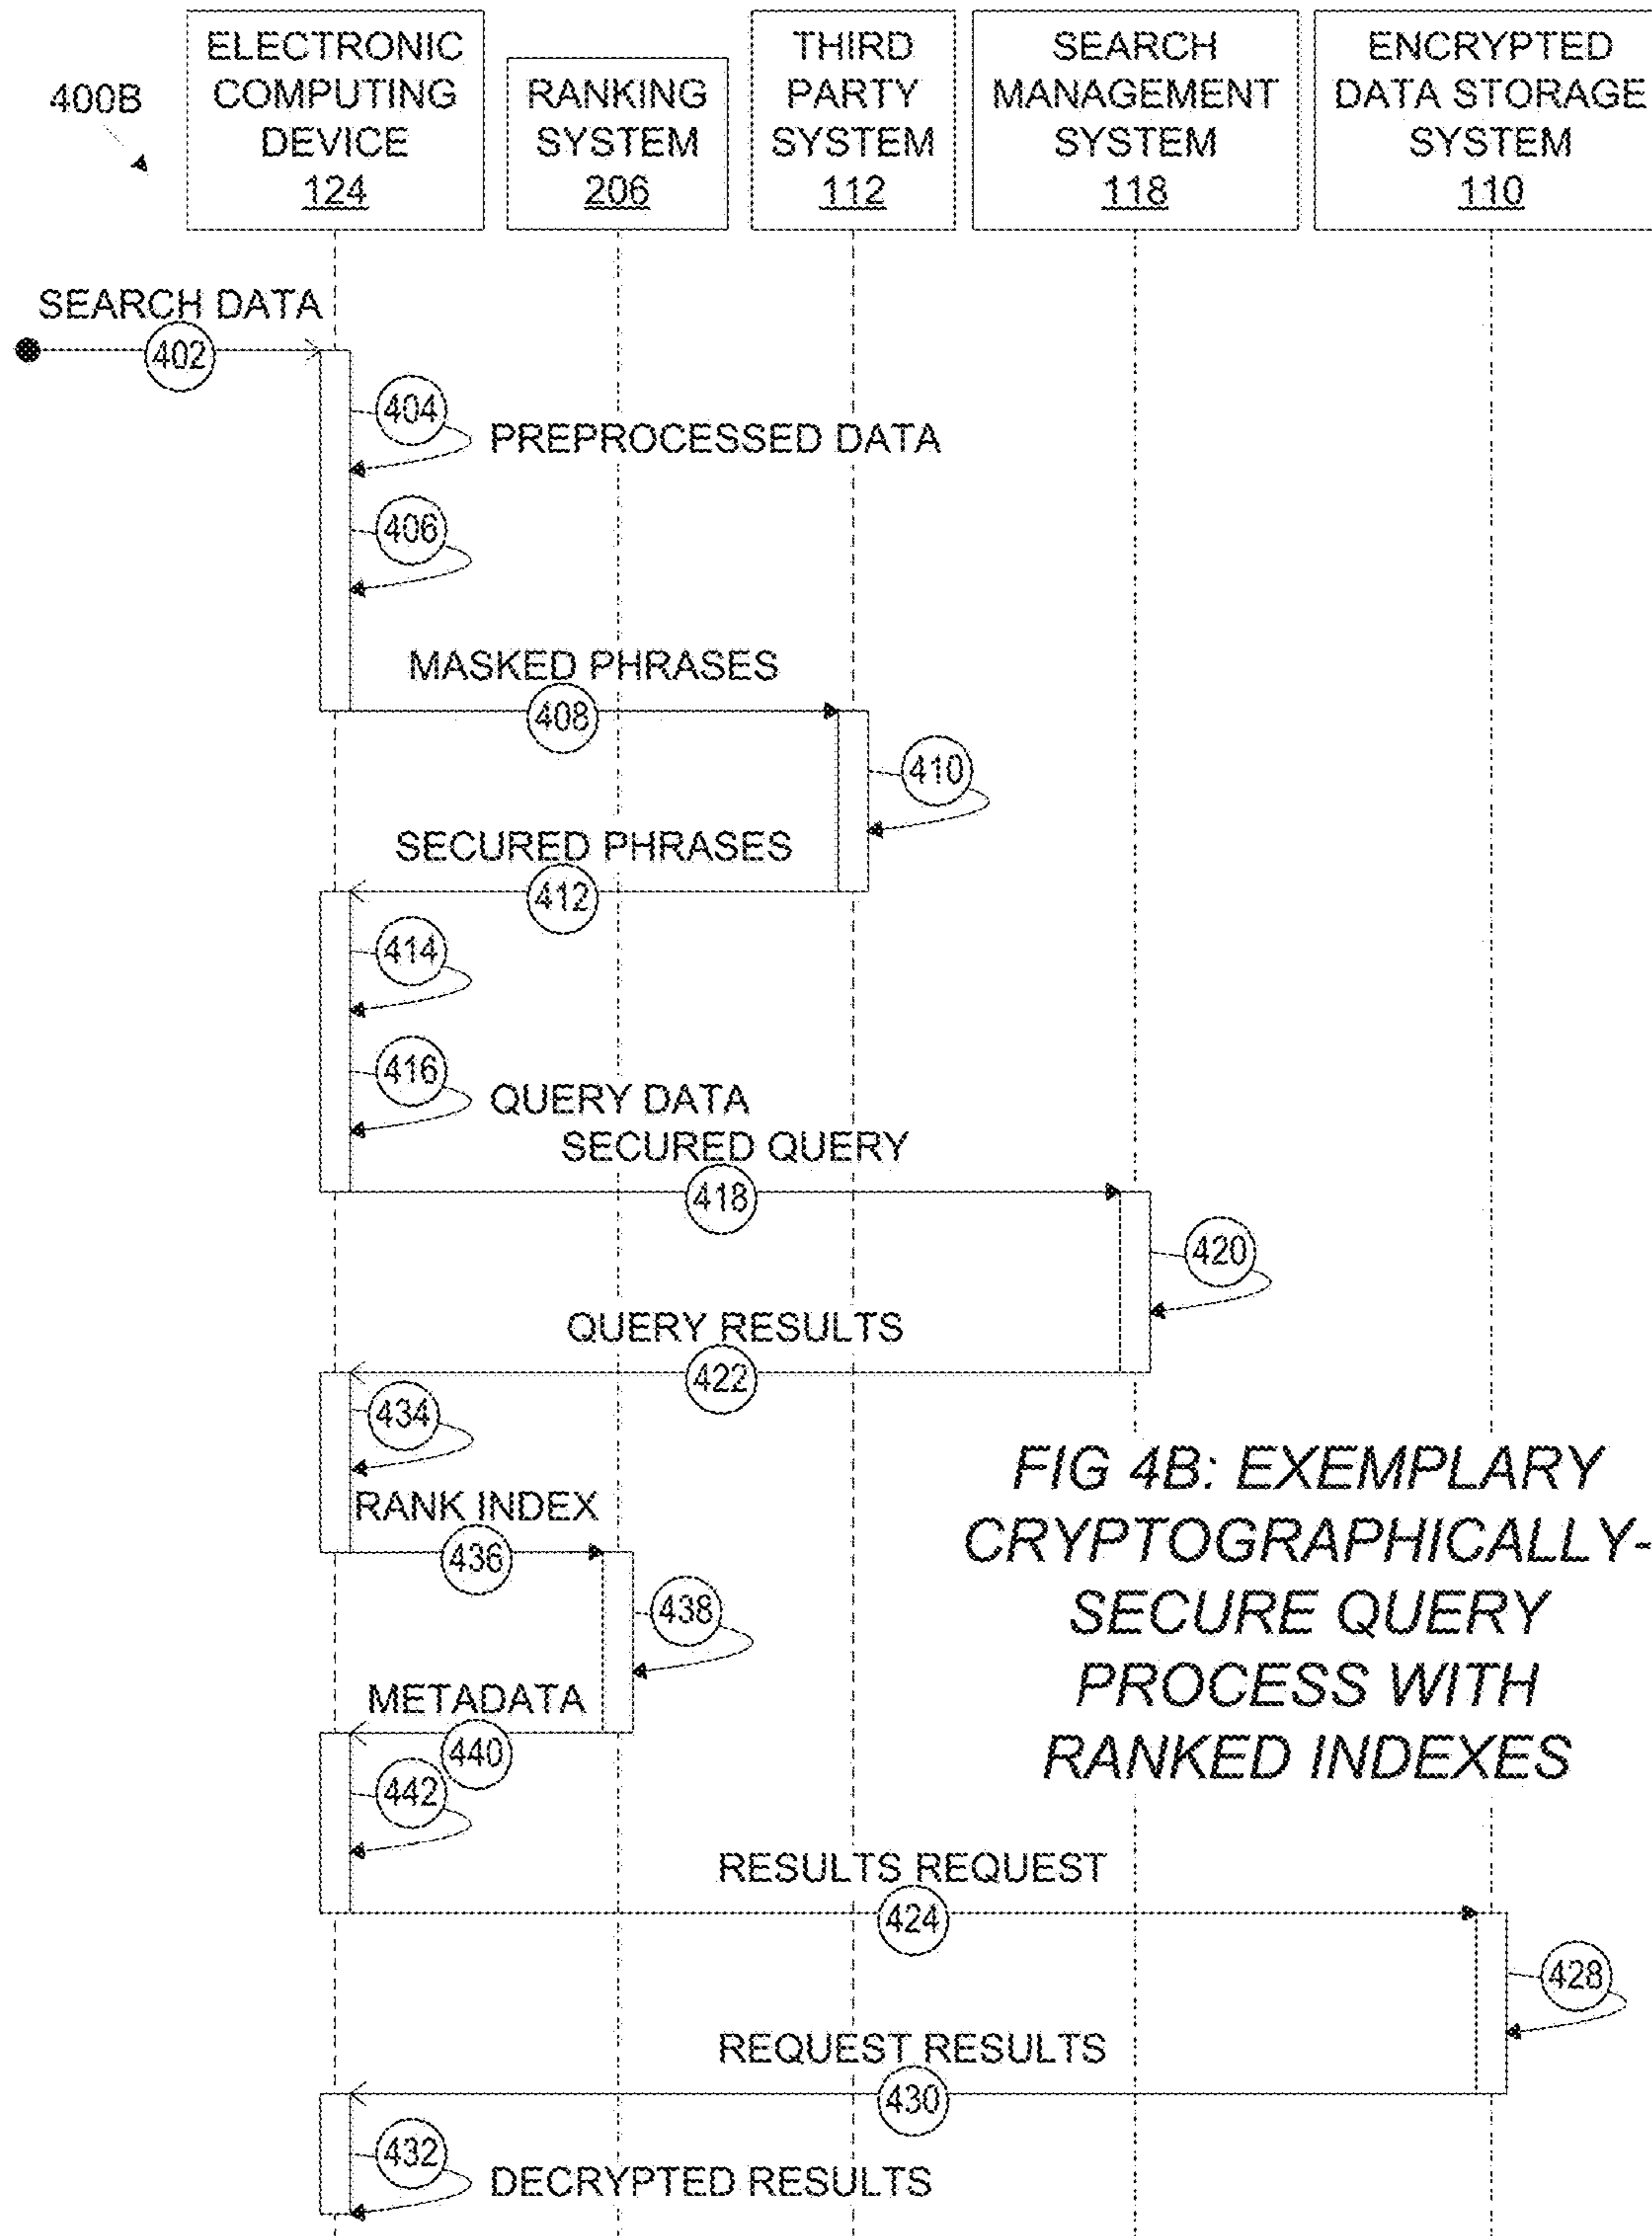 400B
ELECTRONIC
COMPUTING
DEVICE
124
RANKING
SYSTEM
206
THIRD
PARTY
SYSTEM
112
SEARCH
MANAGEMENT
SYSTEM
118
ENCRYPTED
DATA STORAGE
SYSTEM
110
SEARCH DATA
402
404
PREPROCESSED DATA
406
MASKED PHRASES
408
410
SECURED PHRASES
412
414
416
QUERY DATA
SECURED QUERY
418
420
QUERY RESULTS
422
434
RANK INDEX
436
438
METADATA
440
442
FIG 4B: EXEMPLARY
CRYPTOGRAPHICALLY-
SECURE QUERY
PROCESS WITH
RANKED INDEXES
RESULTS REQUEST
424
428
REQUEST RESULTS
430
432
DECRYPTED RESULTS